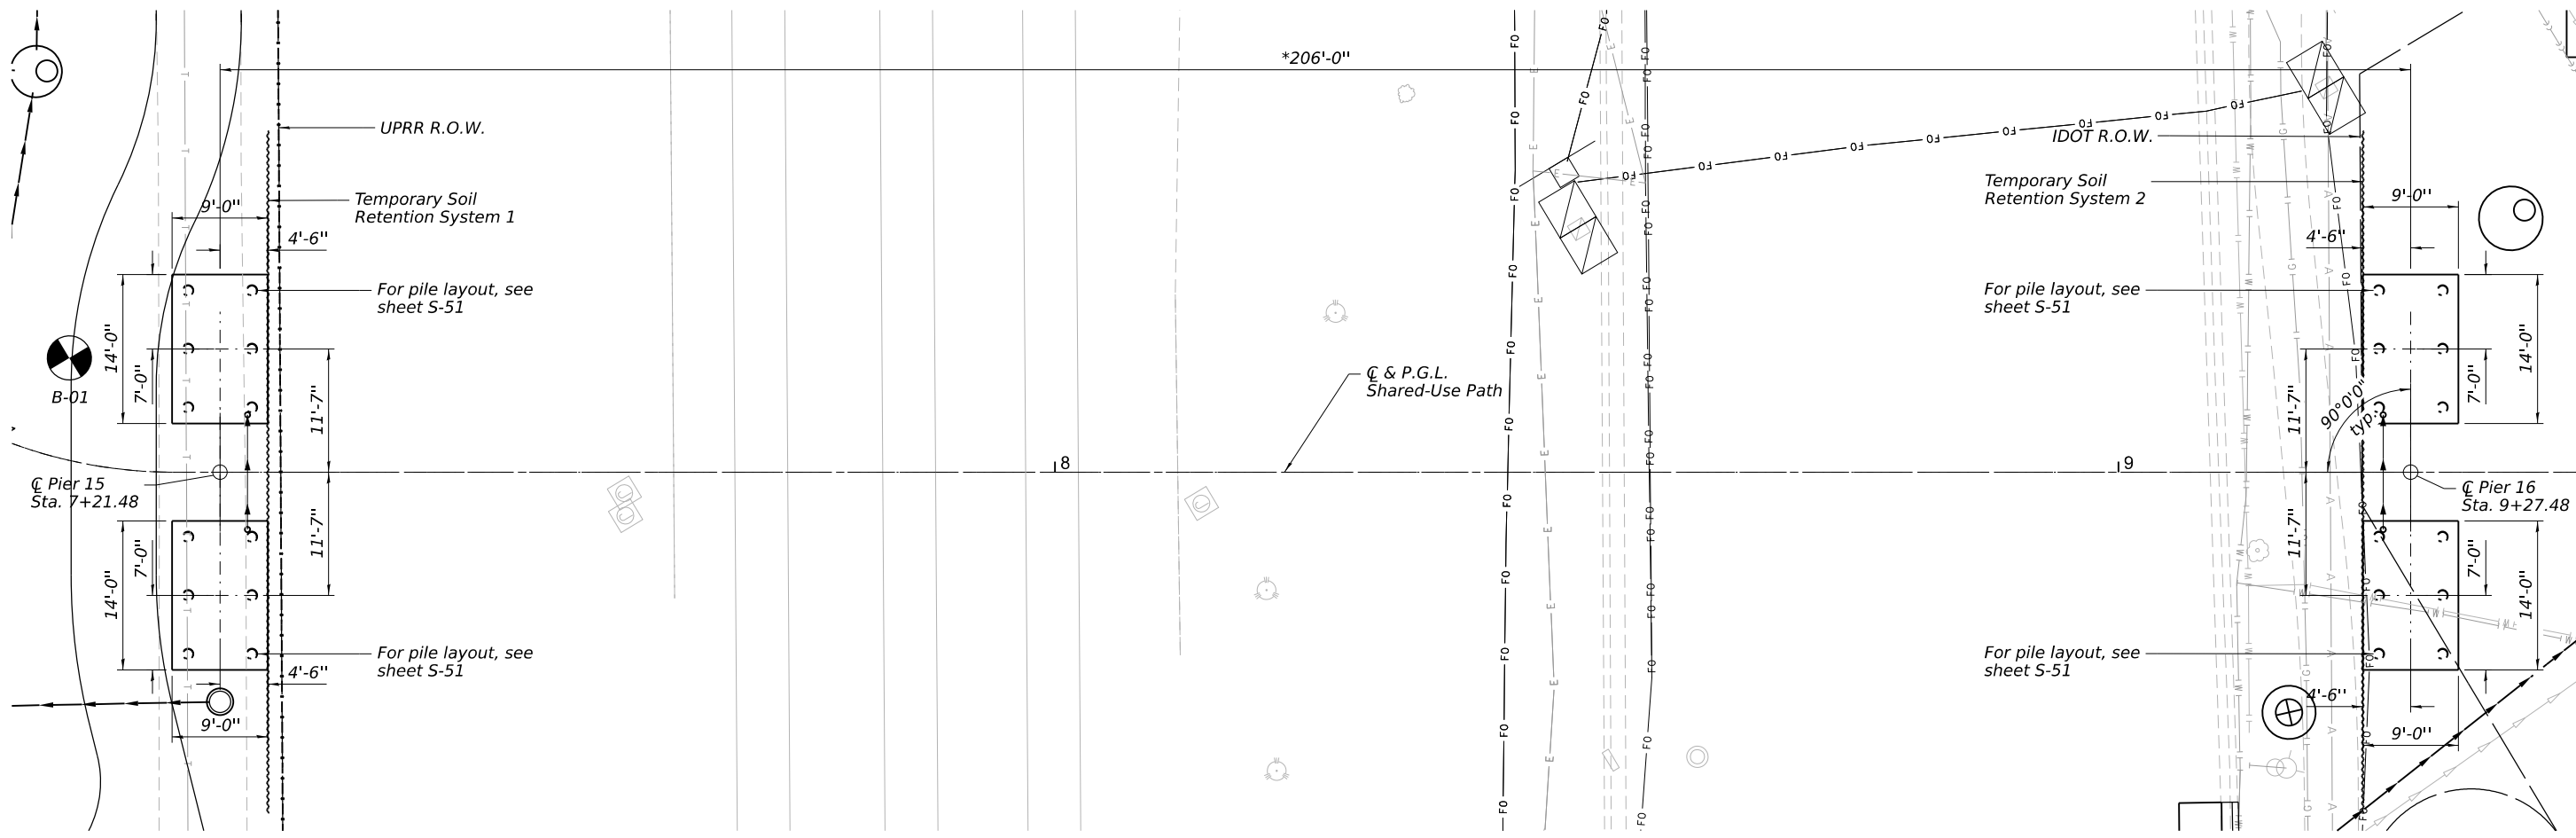 *206'-0"
UPRR R.O.W.
IDOT R.O.W.
Temporary Soil
Retention System 1
Temporary Soil
Retention System 2
9'-0"
4'-6"
9'-0"
4'-6"
For pile layout, see
sheet S-51
For pile layout, see
sheet S-51
14'-0"
7'-0"
11'-7"
B-01
℄ & P.G.L.
Shared-Use Path
11'-7"
90°0'0"
typ.
7'-0"
14'-0"
8
9
℄ Pier 15
Sta. 7+21.48
℄ Pier 16
Sta. 9+27.48
14'-0"
7'-0"
11'-7"
11'-7"
7'-0"
14'-0"
For pile layout, see
sheet S-51
For pile layout, see
sheet S-51
4'-6"
9'-0"
4'-6"
9'-0"
FO
E
T
W
G
A